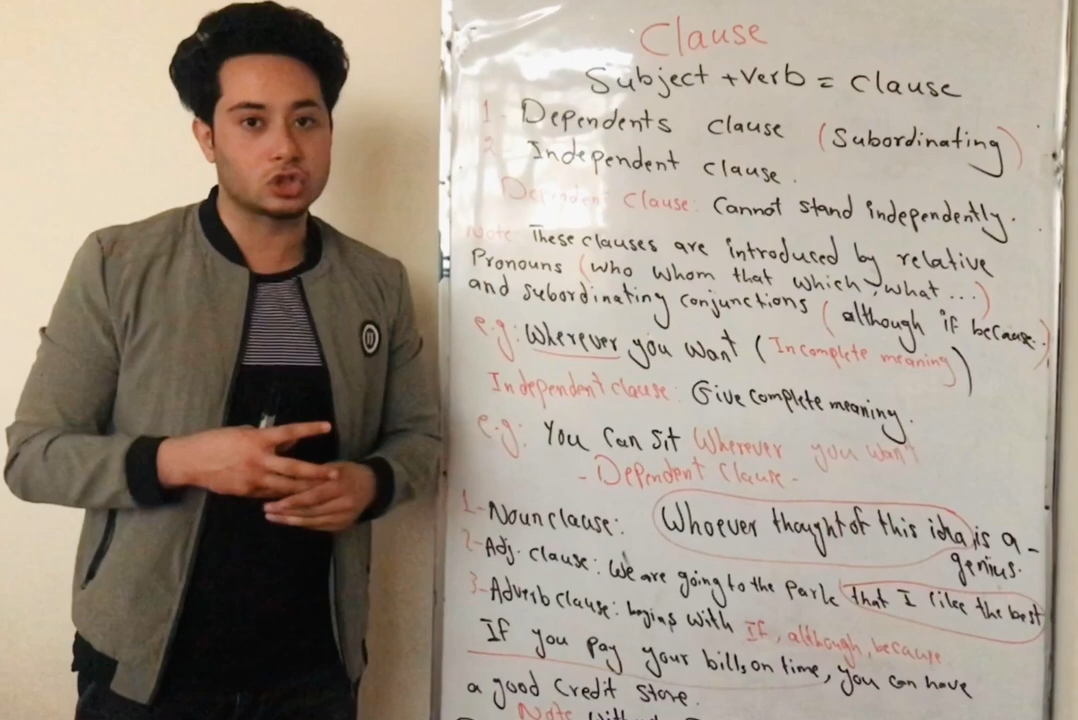 Clause
Subject + Verb = Clause
1- Dependents clause (Subordinating)
2- Independent clause.
Dependent Clause: Cannot stand independently.
Note: These clauses are introduced by relative
Pronouns (who whom that which, what...)
and subordinating conjunctions (although if because..)
e.g: Wherever you want (Incomplete meaning)
Independent clause: Give complete meaning.
e.g: You Can Sit Wherever you want
- Dependent Clause -
1- Noun clause: Whoever thought of this idea is a -
genius.
2- Adj. clause: We are going to the Park that I like the best
3- Adverb clause: begins with If, although, because
If you pay your bills on time, you can have
a good Credit store.
Note